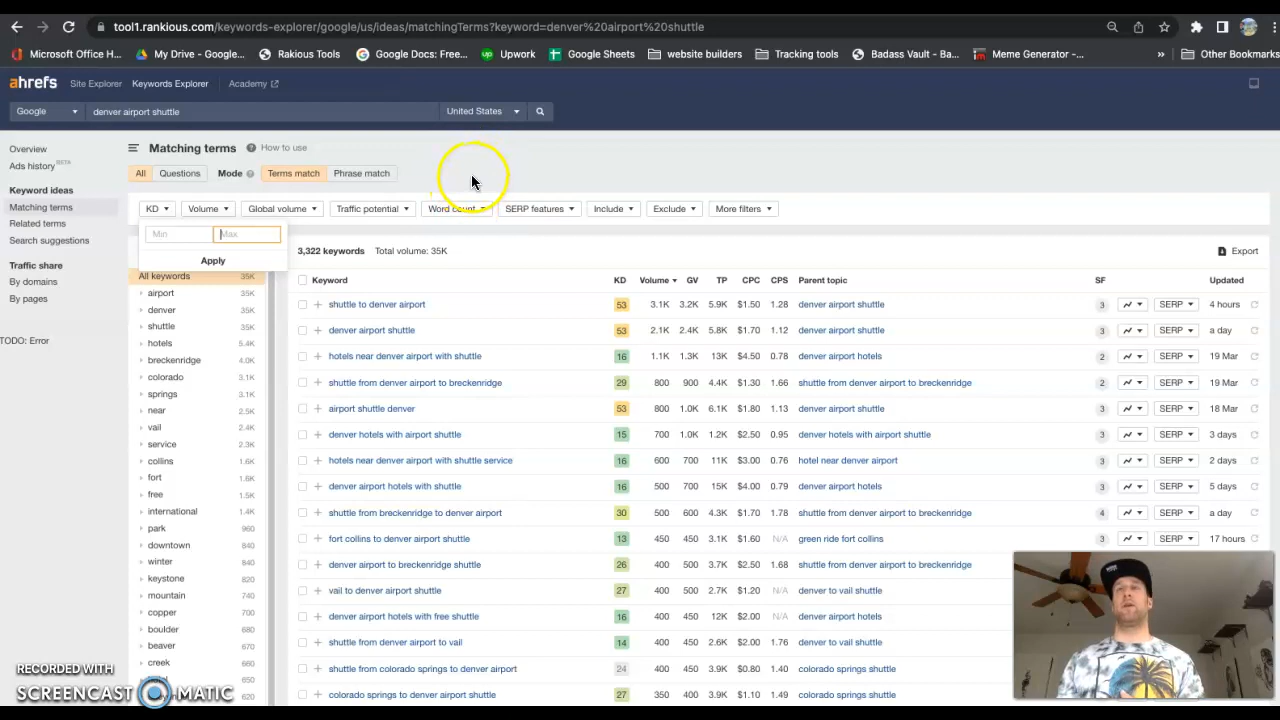 tool1.rankious.com/keywords-explorer/google/us/ideas/matchingTerms?keyword=denver%20airport%20shuttle
Microsoft Office H... My Drive - Google... Rakious Tools Google Docs: Free... Upwork Google Sheets website builders Tracking tools Badass Vault - Bad... Meme Generator -... » Other Bookmarks
ahrefs Site Explorer Keywords Explorer Academy
Google denver airport shuttle United States
Overview
Ads history BETA
Keyword ideas
Matching terms
Related terms
Search suggestions
Traffic share
By domains
By pages
TODO: Error
Matching terms ? How to use
All Questions Mode ? Terms match Phrase match
KD Volume Global volume Traffic potential Word count SERP features Include Exclude More filters
Min Max
Apply
3,322 keywords Total volume: 35K Export
All keywords 35K
airport 35K
denver 35K
shuttle 35K
hotels 5.4K
breckenridge 4.0K
colorado 3.1K
springs 3.1K
near 2.5K
vail 2.4K
service 2.3K
collins 1.6K
fort 1.6K
free 1.5K
international 1.4K
park 960
downtown 840
winter 840
keystone 820
mountain 740
copper 700
boulder 680
beaver 670
creek 660
650
620
Keyword KD Volume GV TP CPC CPS Parent topic SF Updated
shuttle to denver airport 53 3.1K 3.2K 5.9K $1.50 1.28 denver airport shuttle 3 SERP 4 hours
denver airport shuttle 53 2.1K 2.4K 5.8K $1.70 1.12 denver airport shuttle 3 SERP a day
hotels near denver airport with shuttle 16 1.1K 1.3K 13K $4.50 0.78 denver airport hotels 2 SERP 19 Mar
shuttle from denver airport to breckenridge 29 800 900 4.4K $1.30 1.66 shuttle from denver airport to breckenridge 2 SERP 19 Mar
airport shuttle denver 53 800 1.0K 6.1K $1.80 1.13 denver airport shuttle 3 SERP 18 Mar
denver hotels with airport shuttle 15 700 1.0K 1.2K $2.50 0.95 denver hotels with airport shuttle 3 SERP 3 days
hotels near denver airport with shuttle service 16 600 700 11K $3.00 0.76 hotel near denver airport 3 SERP 2 days
denver airport hotels with shuttle 16 500 700 15K $4.00 0.79 denver airport hotels 3 SERP 5 days
shuttle from breckenridge to denver airport 30 500 600 4.3K $1.70 1.78 shuttle from denver airport to breckenridge 4 SERP a day
fort collins to denver airport shuttle 13 450 450 3.1K $1.60 N/A green ride fort collins 3 SERP 17 hours
denver airport to breckenridge shuttle 26 400 500 3.7K $2.50 1.68 shuttle from denver airport to breckenridge
vail to denver airport shuttle 27 400 500 2.7K $1.20 N/A denver to vail shuttle
denver airport hotels with free shuttle 16 400 450 12K $2.00 N/A denver airport hotels
shuttle from denver airport to vail 14 400 450 2.6K $2.00 1.76 denver to vail shuttle
shuttle from colorado springs to denver airport 24 400 450 3.9K $0.80 1.40 colorado springs shuttle
colorado springs to denver airport shuttle 27 350 400 3.9K $1.10 1.49 colorado springs shuttle
RECORDED WITH
SCREENCAST MATIC